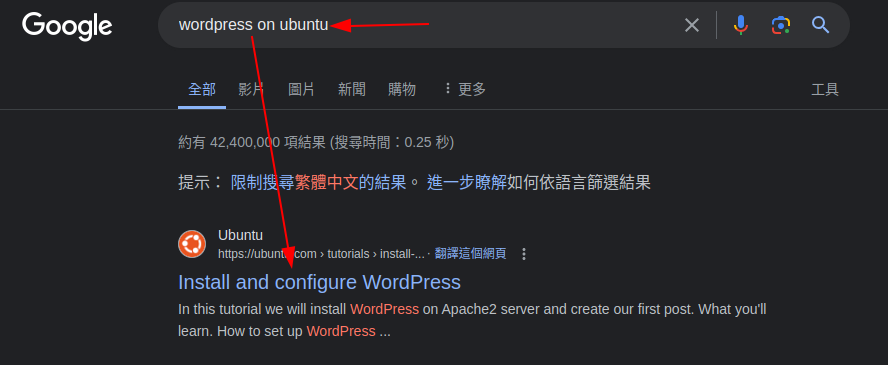 Google
wordpress on ubuntu
全部 影片 圖片 新聞 購物 更多 工具
約有 42,400,000 項結果 (搜尋時間：0.25 秒)
提示： 限制搜尋繁體中文的結果。 進一步瞭解如何依語言篩選結果
Ubuntu
https://ubuntu.com › tutorials › install-... · 翻譯這個網頁
Install and configure WordPress
In this tutorial we will install WordPress on Apache2 server and create our first post. What you'll
learn. How to set up WordPress ...